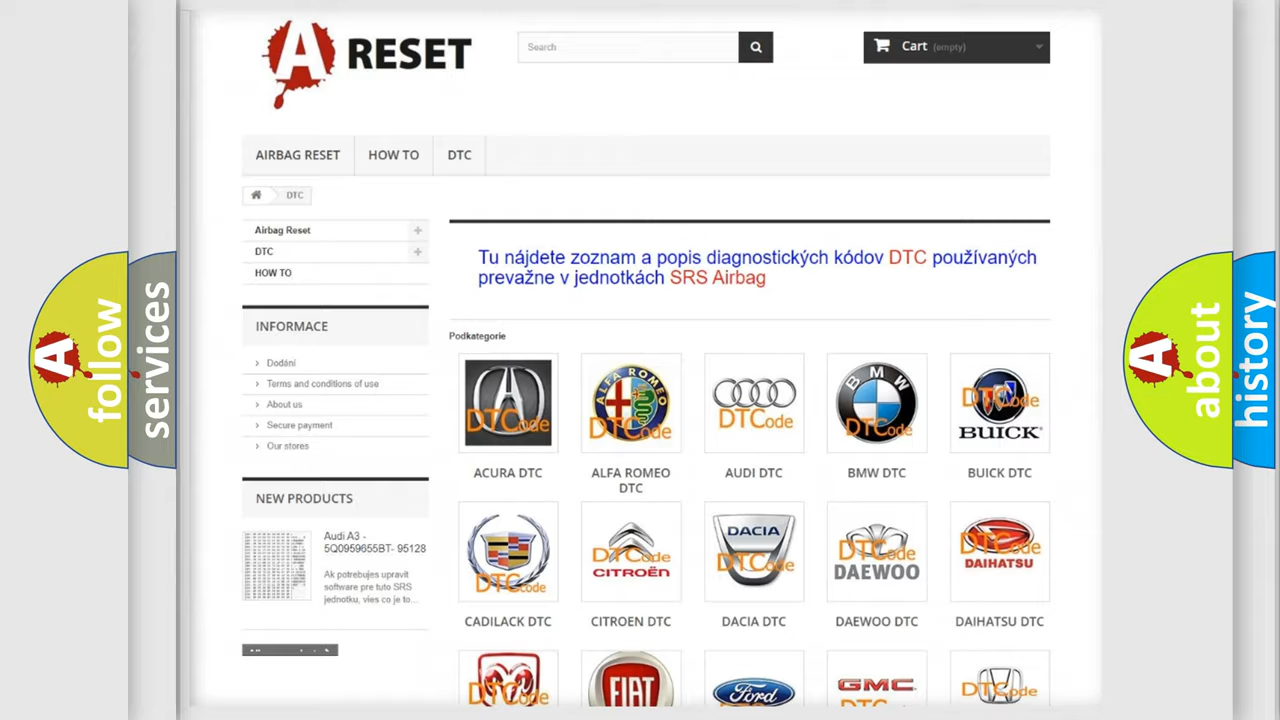 A RESET
Search
Cart (empty)
AIRBAG RESET
HOW TO
DTC
DTC
Airbag Reset
DTC
HOW TO
INFORMACE
Dodání
Terms and conditions of use
About us
Secure payment
Our stores
NEW PRODUCTS
Audi A3 -
5Q0959655BT- 95128
Ak potrebujes upravit
software pre tuto SRS
jednotku, vies co je to...
Tu nájdete zoznam a popis diagnostických kódov DTC používaných
prevažne v jednotkách SRS Airbag
Podkategorie
DTCode
ALFA ROMEO
DTCode
DTCode
BMW
DTCode
DTCode
BUICK
ACURA DTC
ALFA ROMEO
DTC
AUDI DTC
BMW DTC
BUICK DTC
DTCode
DTCode
CITROËN
DACIA
DTCode
DTCode
DAEWOO
DTCode
DAIHATSU
CADILACK DTC
CITROEN DTC
DACIA DTC
DAEWOO DTC
DAIHATSU DTC
DTCode
FIAT
Ford
GMC
DTCode
A follow
services
A about
history